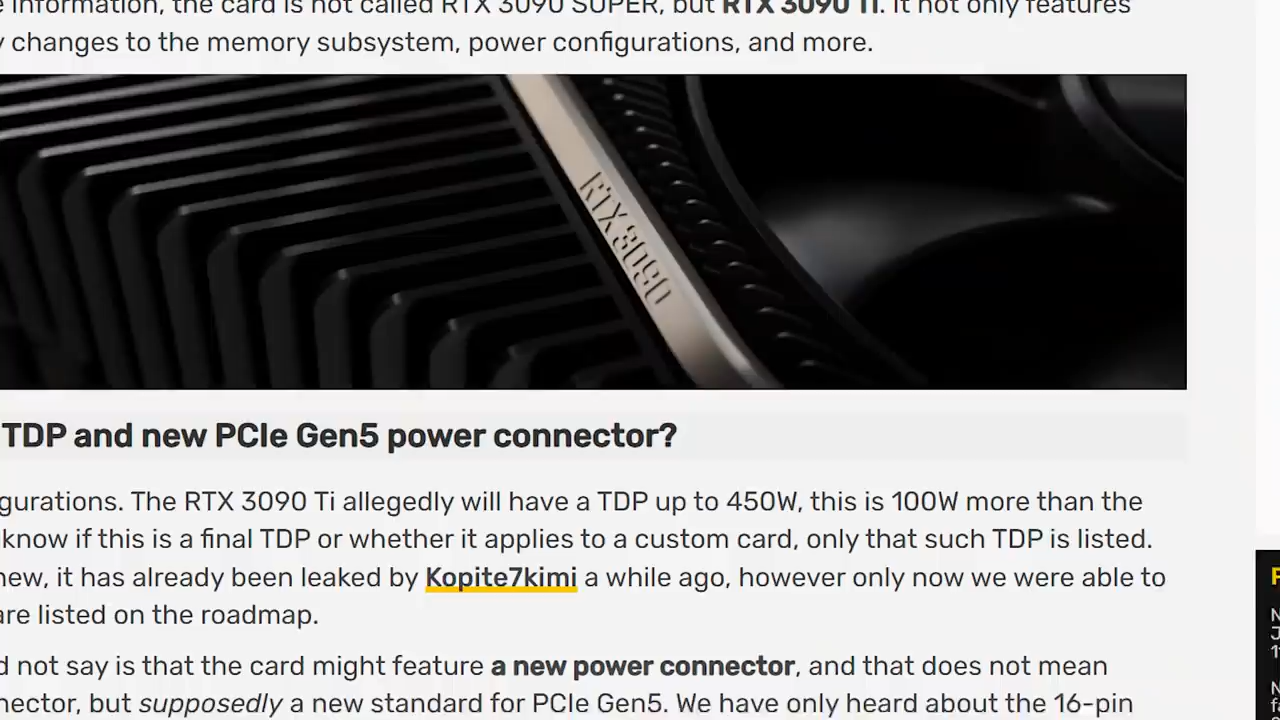 information, the card is not called RTX 3090 SUPER, but RTX 3090 Ti. It not only features
changes to the memory subsystem, power configurations, and more.
RTX 3090
TDP and new PCIe Gen5 power connector?
gurations. The RTX 3090 Ti allegedly will have a TDP up to 450W, this is 100W more than the
know if this is a final TDP or whether it applies to a custom card, only that such TDP is listed.
new, it has already been leaked by Kopite7kimi a while ago, however only now we were able to
are listed on the roadmap.
not say is that the card might feature a new power connector, and that does not mean
nector, but supposedly a new standard for PCIe Gen5. We have only heard about the 16-pin